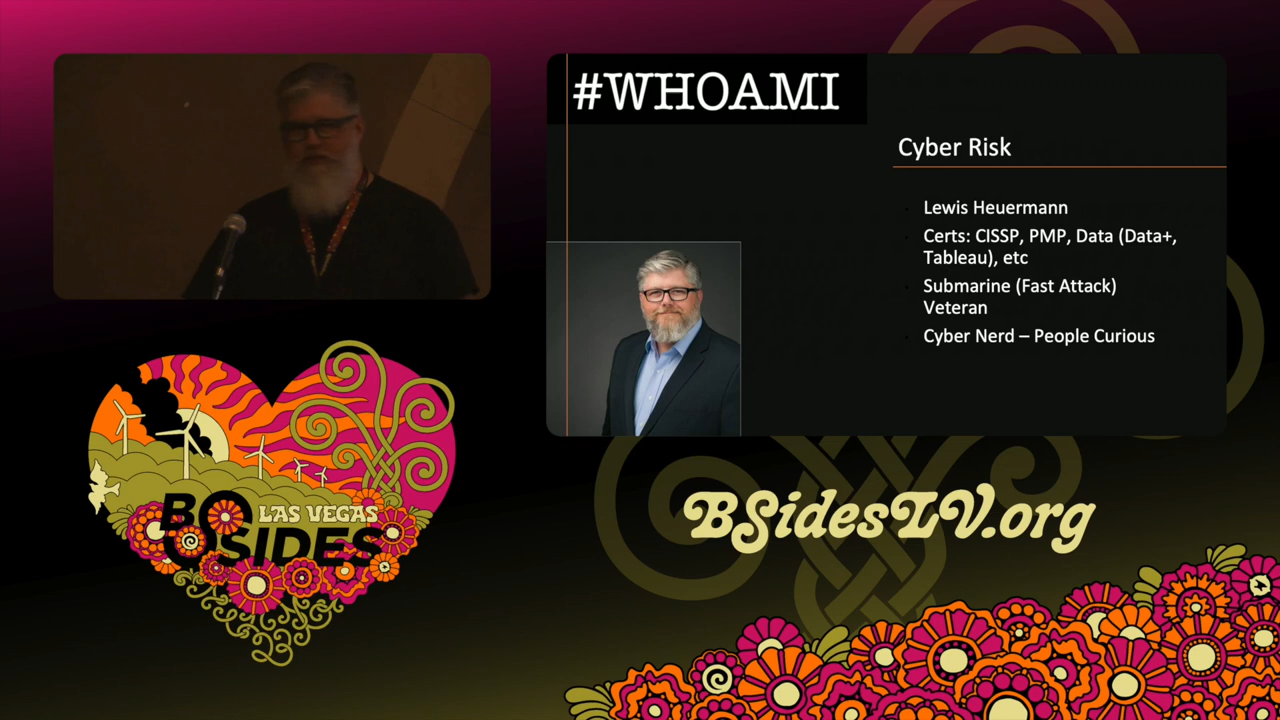 #WHOAMI
Cyber Risk
Lewis Heuermann
Certs: CISSP, PMP, Data (Data+,
Tableau), etc
Submarine (Fast Attack)
Veteran
Cyber Nerd – People Curious
BSIDES
LAS VEGAS
23
BSidesLV.org